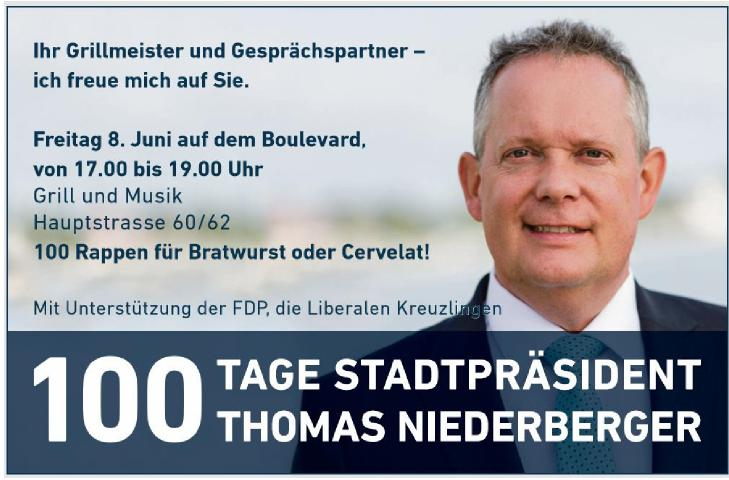 Ihr Grillmeister und Gesprächspartner –
ich freue mich auf Sie.
Freitag 8. Juni auf dem Boulevard,
von 17.00 bis 19.00 Uhr
Grill und Musik
Hauptstrasse 60/62
100 Rappen für Bratwurst oder Cervelat!
Mit Unterstützung der FDP, die Liberalen Kreuzlingen
100 TAGE STADTPRÄSIDENT
THOMAS NIEDERBERGER